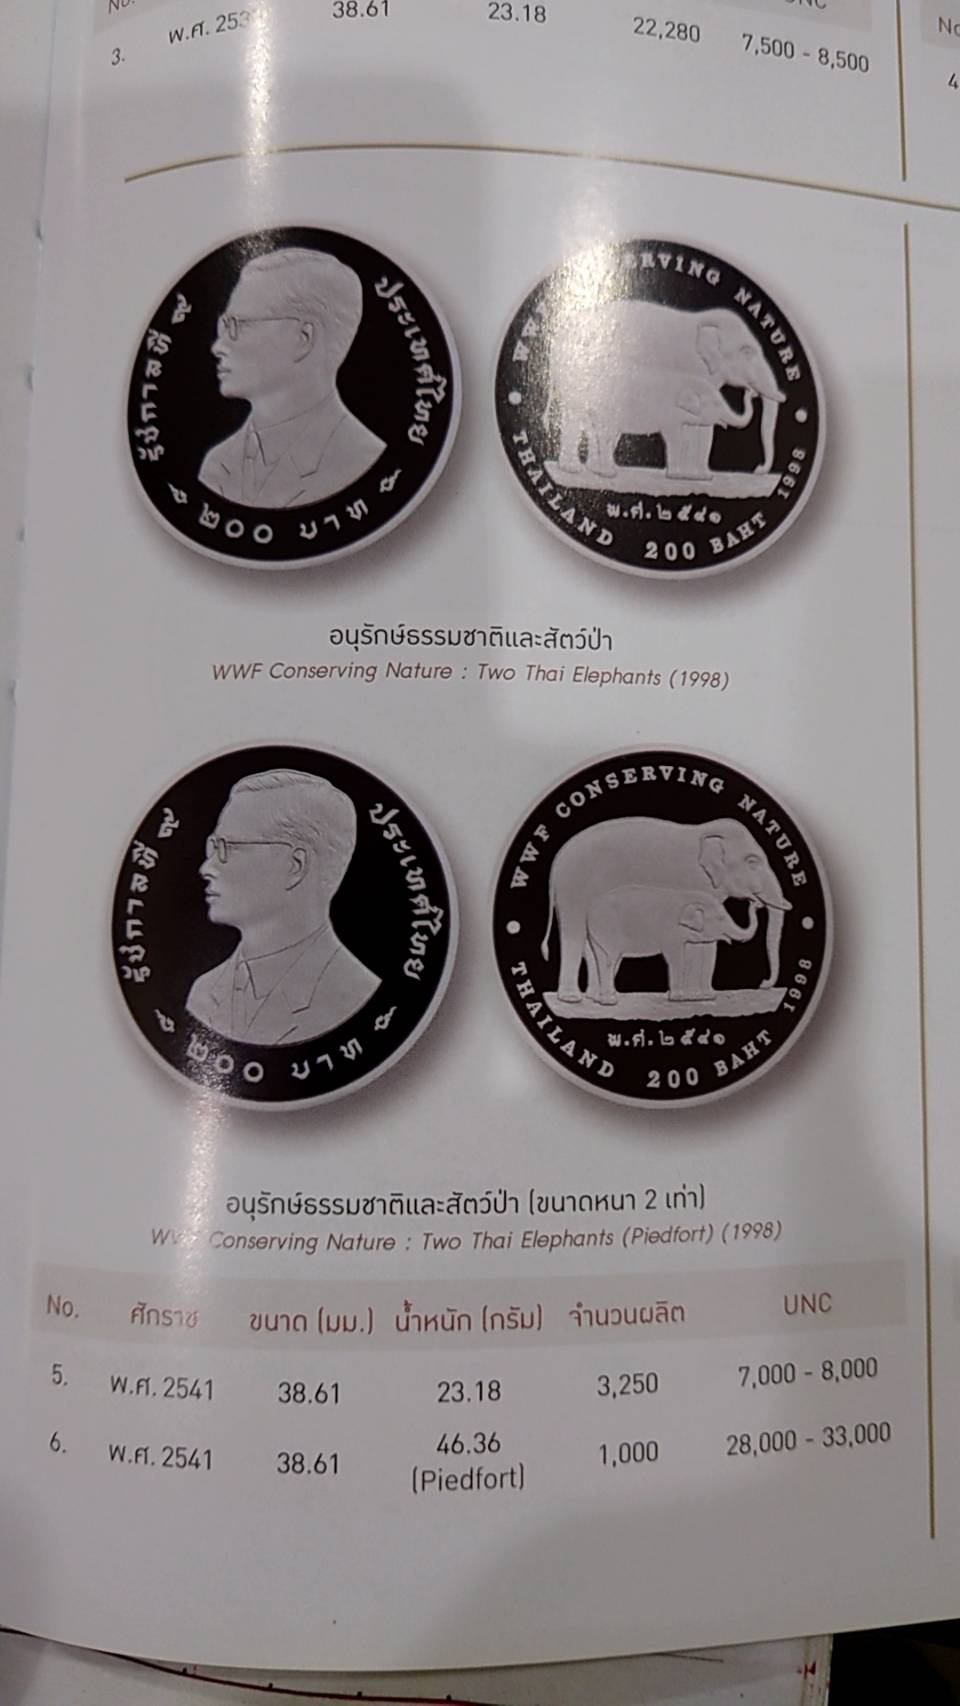 No.
3. พ.ศ. 38.61 23.18 22,280 7,500 - 8,500
4
รัชกาลที่ ๙ ประเทศไทย
๒๐๐ บาท
NATURE
THAILAND 200 BAHT 1998
พ.ศ. ๒๕๔๑
อนุรักษ์ธรรมชาติและสัตว์ป่า
WWF Conserving Nature : Two Thai Elephants (1998)
รัชกาลที่ ๙ ประเทศไทย
๒๐๐ บาท
WWF CONSERVING NATURE
THAILAND 200 BAHT 1998
พ.ศ. ๒๕๔๑
อนุรักษ์ธรรมชาติและสัตว์ป่า (ขนาดหนา 2 เท่า)
WWF Conserving Nature : Two Thai Elephants (Piedfort) (1998)
No. ศักราช ขนาด (มม.) น้ำหนัก (กรัม) จำนวนผลิต UNC
5. พ.ศ. 2541 38.61 23.18 3,250 7,000 - 8,000
6. พ.ศ. 2541 38.61 46.36 1,000 28,000 - 33,000
(Piedfort)